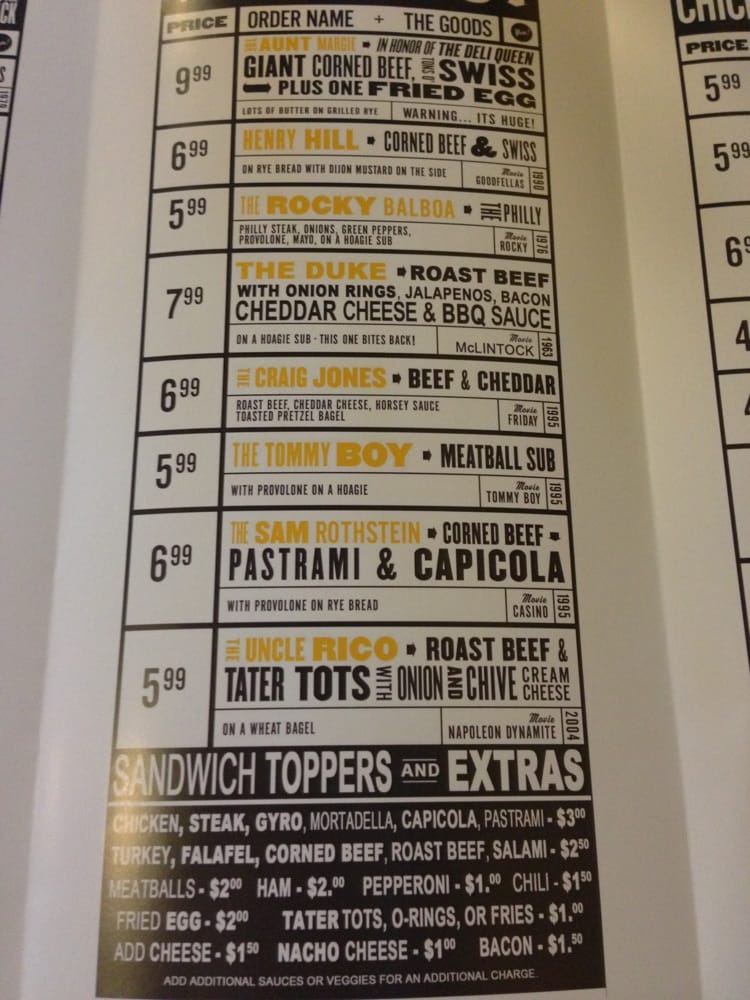 CK
CHIC
PRICE ORDER NAME + THE GOODS
THE AUNT MARGIE IN HONOR OF THE DELI QUEEN
9.99 GIANT CORNED BEEF, TONS O' SWISS
PLUS ONE FRIED EGG
LOTS OF BUTTER ON GRILLED RYE WARNING... ITS HUGE!
6.99 HENRY HILL CORNED BEEF & SWISS
ON RYE BREAD WITH DIJON MUSTARD ON THE SIDE Movie GOODFELLAS 1990
5.99 THE ROCKY BALBOA THE PHILLY
PHILLY STEAK, ONIONS, GREEN PEPPERS,
PROVOLONE, MAYO, ON A HOAGIE SUB Movie ROCKY 1976
THE DUKE ROAST BEEF
7.99 WITH ONION RINGS, JALAPENOS, BACON
CHEDDAR CHEESE & BBQ SAUCE
ON A HOAGIE SUB - THIS ONE BITES BACK! Movie McLINTOCK 1963
6.99 THE CRAIG JONES BEEF & CHEDDAR
ROAST BEEF, CHEDDAR CHEESE, HORSEY SAUCE
TOASTED PRETZEL BAGEL Movie FRIDAY 1995
5.99 THE TOMMY BOY MEATBALL SUB
WITH PROVOLONE ON A HOAGIE Movie TOMMY BOY 1995
THE SAM ROTHSTEIN CORNED BEEF
6.99 PASTRAMI & CAPICOLA
WITH PROVOLONE ON RYE BREAD Movie CASINO 1995
THE UNCLE RICO ROAST BEEF &
5.99 TATER TOTS WITH ONION AND CHIVE CREAM CHEESE
ON A WHEAT BAGEL Movie NAPOLEON DYNAMITE 2004
SANDWICH TOPPERS AND EXTRAS
CHICKEN, STEAK, GYRO, MORTADELLA, CAPICOLA, PASTRAMI - $3.00
TURKEY, FALAFEL, CORNED BEEF, ROAST BEEF, SALAMI - $2.50
MEATBALLS - $2.00 HAM - $2.00 PEPPERONI - $1.00 CHILI - $1.50
FRIED EGG - $2.00 TATER TOTS, O-RINGS, OR FRIES - $1.00
ADD CHEESE - $1.50 NACHO CHEESE - $1.00 BACON - $1.50
ADD ADDITIONAL SAUCES OR VEGGIES FOR AN ADDITIONAL CHARGE.
PRICE
5.99
5.99
6
4